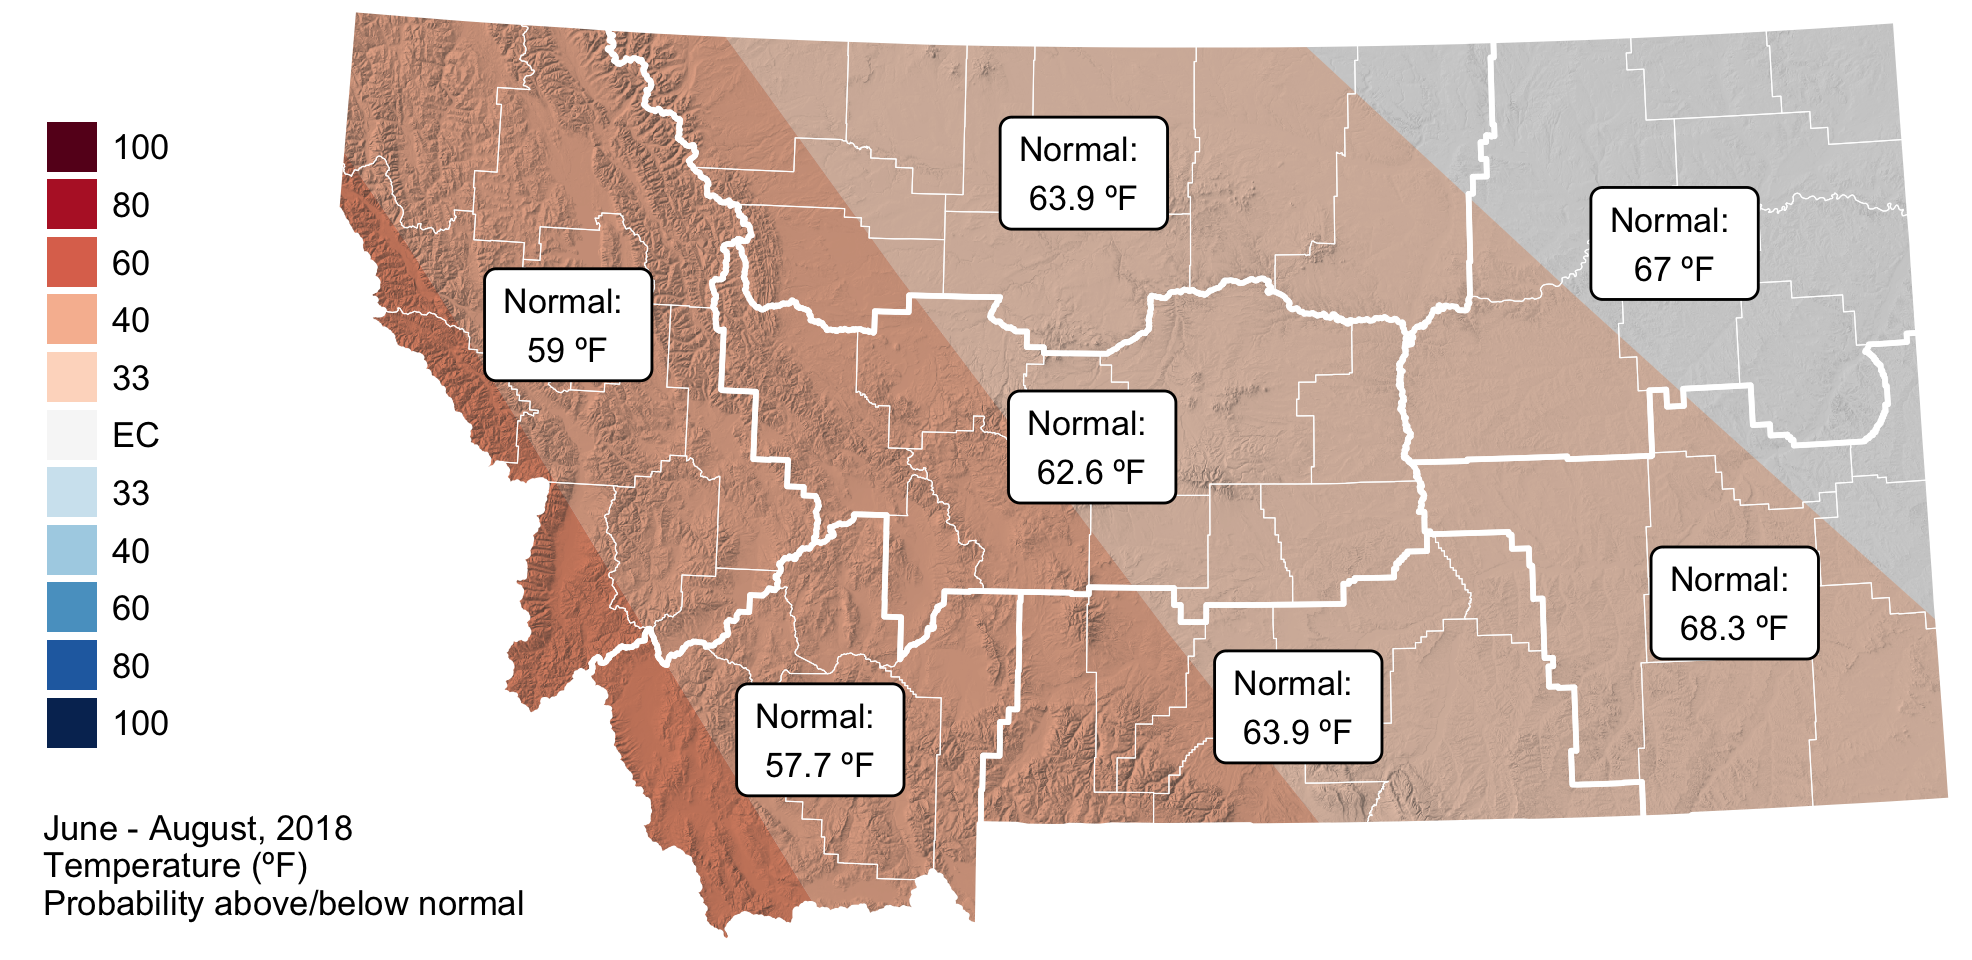 100
80
60
40
33
EC
33
40
60
80
100
June - August, 2018
Temperature (ºF)
Probability above/below normal
Normal:
59 ºF
Normal:
63.9 ºF
Normal:
67 ºF
Normal:
62.6 ºF
Normal:
68.3 ºF
Normal:
57.7 ºF
Normal:
63.9 ºF